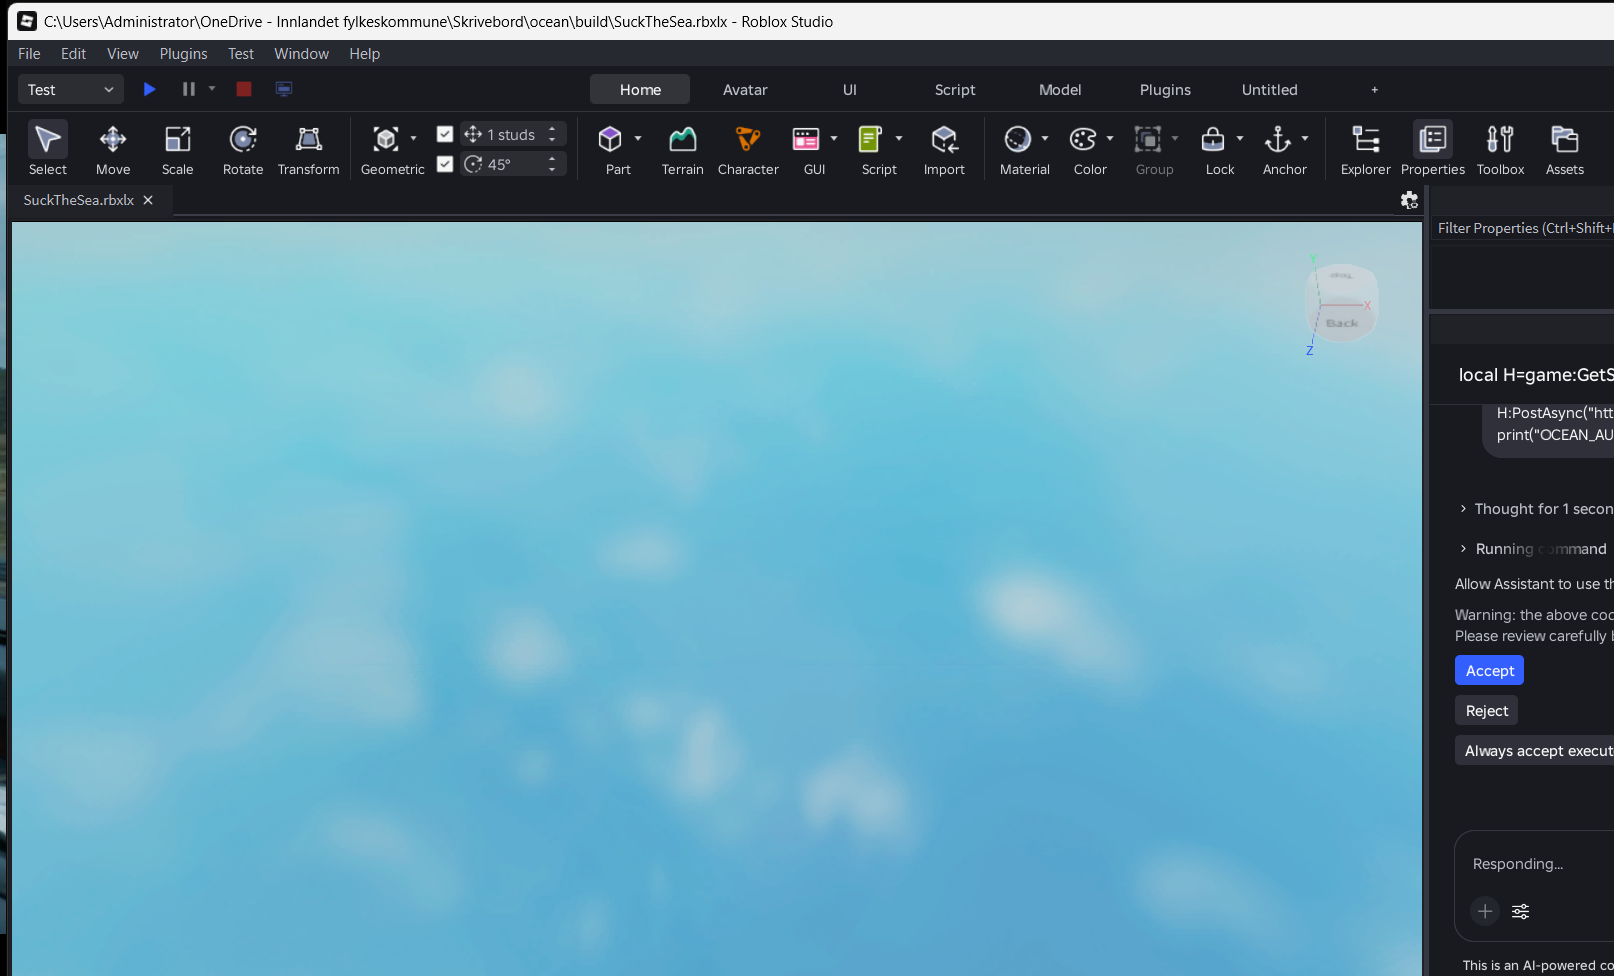 C:\Users\Administrator\OneDrive - Innlandet fylkeskommune\Skrivebord\ocean\build\SuckTheSea.rbxlx - Roblox Studio
File Edit View Plugins Test Window Help
Test
Home Avatar UI Script Model Plugins Untitled +
1 studs
45°
Select Move Scale Rotate Transform Geometric Part Terrain Character GUI Script Import Material Color Group Lock Anchor Explorer Properties Toolbox Assets
SuckTheSea.rbxlx
Filter Properties (Ctrl+Shift+
Y
X
Back
Z
local H=game:GetS
H:PostAsync("htt
print("OCEAN_AU
Thought for 1 secon
Running command
Allow Assistant to use th
Warning: the above coc
Please review carefully
Accept
Reject
Always accept execut
Responding...
This is an AI-powered co